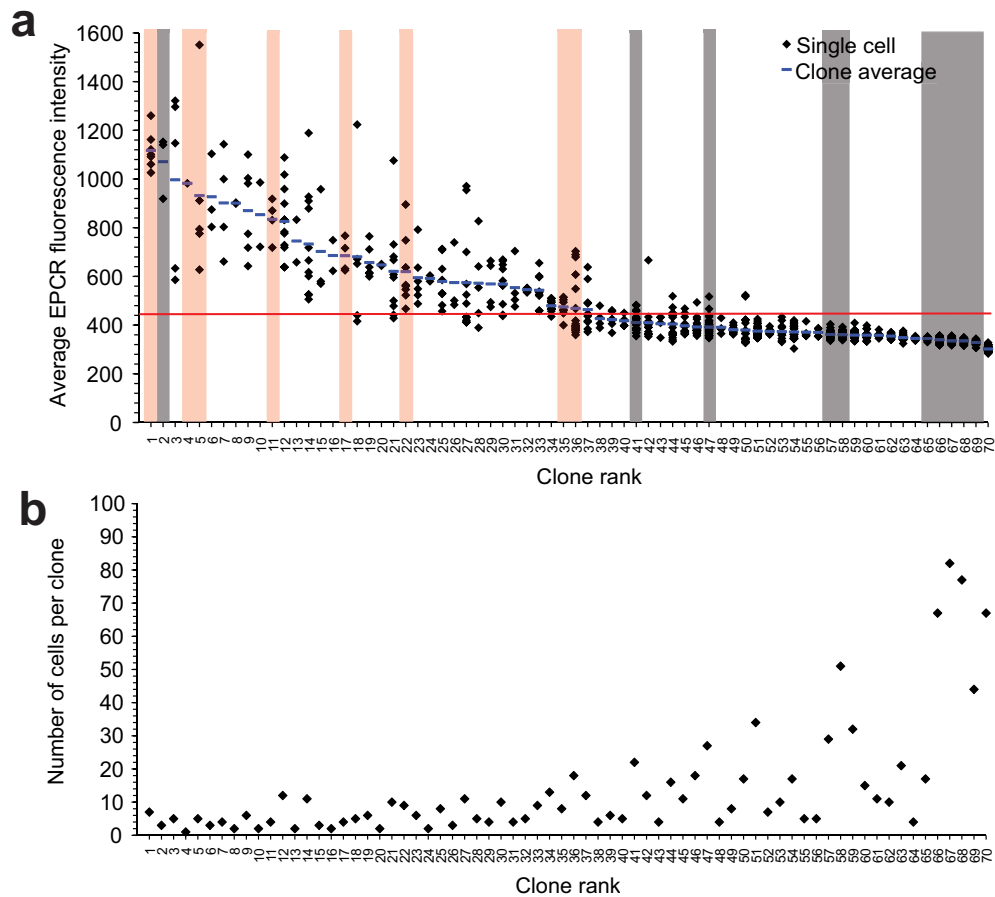 a
Average EPCR fluorescence intensity
1600
1400
1200
1000
800
600
400
200
0
Single cell
Clone average
1 2 3 4 5 6 7 8 9 10 11 12 13 14 15 16 17 18 19 20 21 22 23 24 25 26 27 28 29 30 31 32 33 34 35 36 37 38 39 40 41 42 43 44 45 46 47 48 49 50 51 52 53 54 55 56 57 58 59 60 61 62 63 64 65 66 67 68 69 70
Clone rank
b
Number of cells per clone
100
90
80
70
60
50
40
30
20
10
0
1 2 3 4 5 6 7 8 9 10 11 12 13 14 15 16 17 18 19 20 21 22 23 24 25 26 27 28 29 30 31 32 33 34 35 36 37 38 39 40 41 42 43 44 45 46 47 48 49 50 51 52 53 54 55 56 57 58 59 60 61 62 63 64 65 66 67 68 69 70
Clone rank